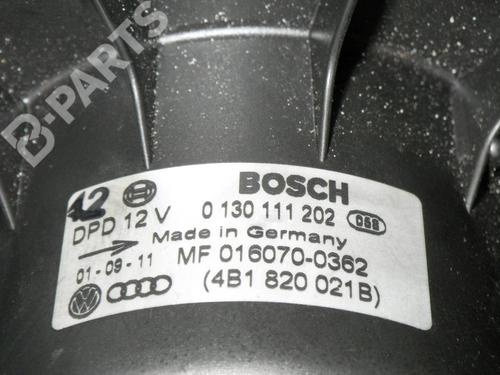 B-PARTS
42
BOSCH
DPD 12 V 0 130 111 202 058
Made in Germany
01-09-11 MF 016070-0362
(4B1 820 021B)